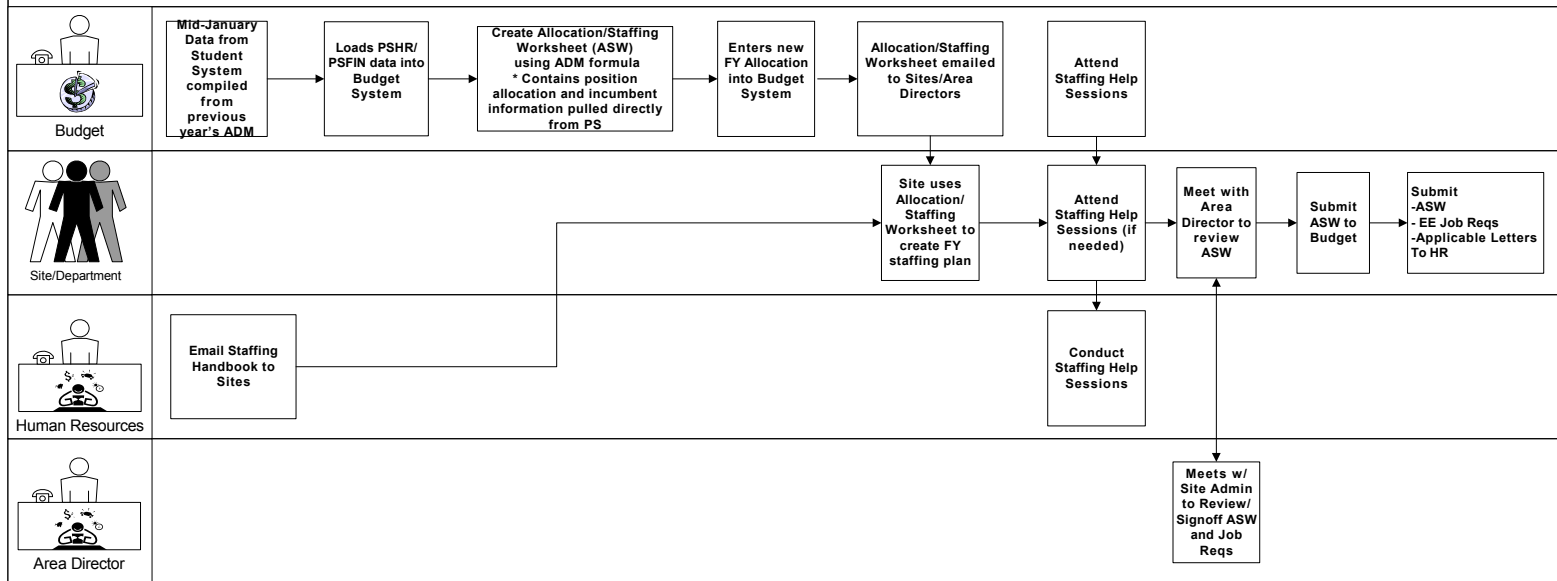 Mid-January
Data from
Student
System
compiled
from
previous
year's ADM
Loads PSHR/
PSFIN data into
Budget
System
Create Allocation/Staffing
Worksheet (ASW)
using ADM formula
* Contains position
allocation and incumbent
information pulled directly
from PS
Enters new
FY Allocation
into Budget
System
Allocation/Staffing
Worksheet emailed
to Sites/Area
Directors
Attend
Staffing Help
Sessions
Budget
Site uses
Allocation/
Staffing
Worksheet to
create FY
staffing plan
Attend
Staffing Help
Sessions (if
needed)
Meet with
Area
Director to
review
ASW
Submit
ASW to
Budget
Submit
-ASW
- EE Job Reqs
-Applicable Letters
To HR
Site/Department
Email Staffing
Handbook to
Sites
Conduct
Staffing Help
Sessions
Human Resources
Meets w/
Site Admin
to Review/
Signoff ASW
and Job
Reqs
Area Director